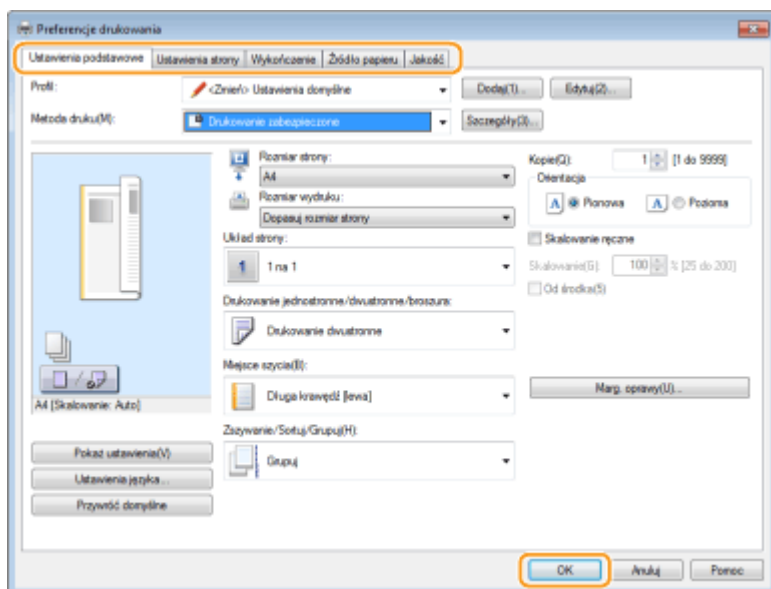 Preferencje drukowania
Ustawienia podstawowe Ustawienia strony Wykończenie Źródło papieru Jakość
Profil: <Zmień> Ustawienia domyślne Dodaj(1)... Edytuj(2)...
Metoda druku(M): Drukowanie zabezpieczone Szczegóły(3)...
Rozmiar strony:
A4
Rozmiar wydruku:
Dopasuj rozmiar strony
Układ strony:
1 1 na 1
Drukowanie jednostronne/dwustronne/broszura:
Drukowanie dwustronne
Miejsce szycia(B):
Długa krawędź [lewa]
Zszywanie/Sortuj/Grupuj(H):
Grupuj
Kopie(Q): 1 [1 do 9999]
Orientacja
A Pionowa A Pozioma
Skalowanie ręczne
Skalowanie(G): 100 % [25 do 200]
Od środka(5)
Marg. oprawy(U)...
A4 [Skalowanie: Auto]
Pokaż ustawienia(V)
Ustawienia języka...
Przywróć domyślne
OK Anuluj Pomoc